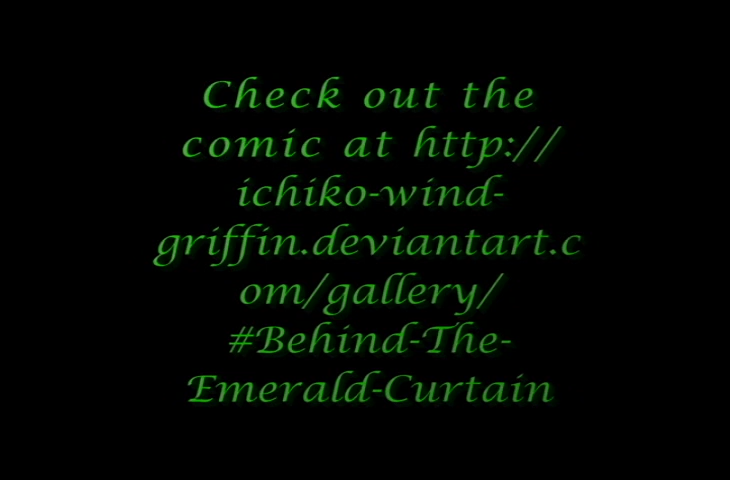 Check out the
comic at http://
ichiko-wind-
griffin.deviantart.c
om/gallery/
#Behind-The-
Emerald-Curtain